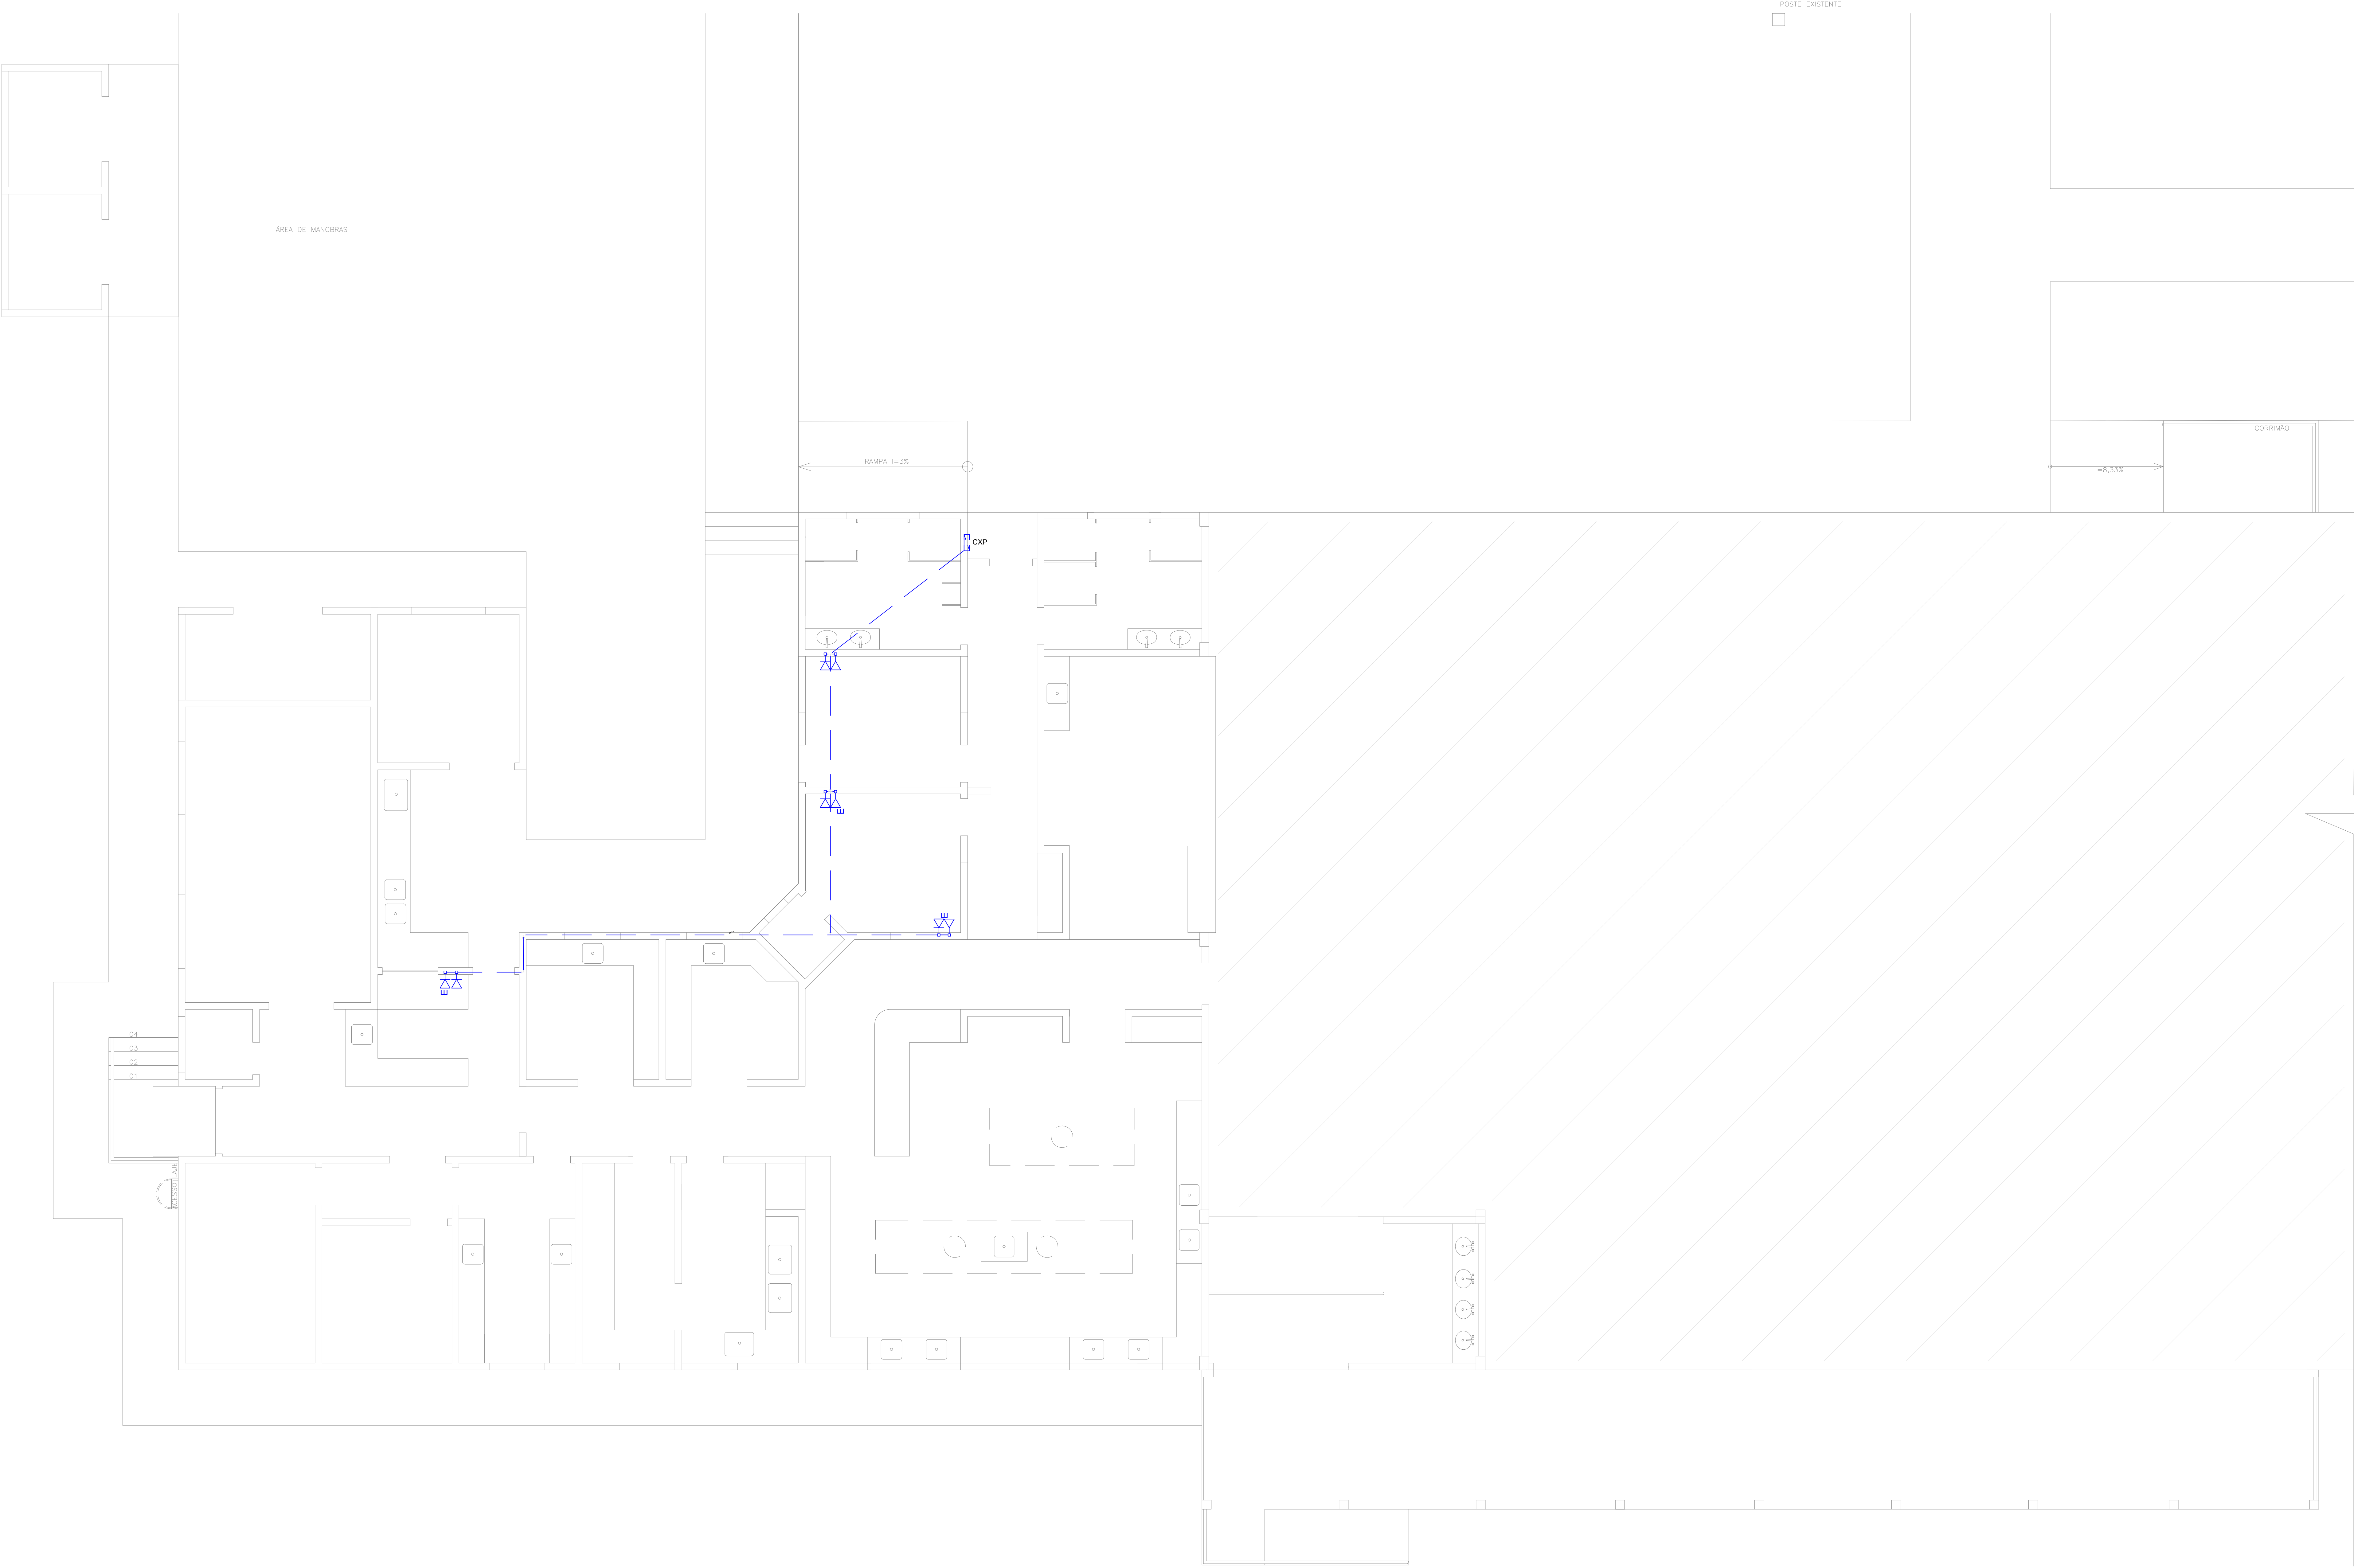 POSTE EXISTENTE
ÁREA DE MANOBRAS
CORRIMÃO
RAMPA i=3%
i=8,33%
CXP
E
E
E
04
03
02
01